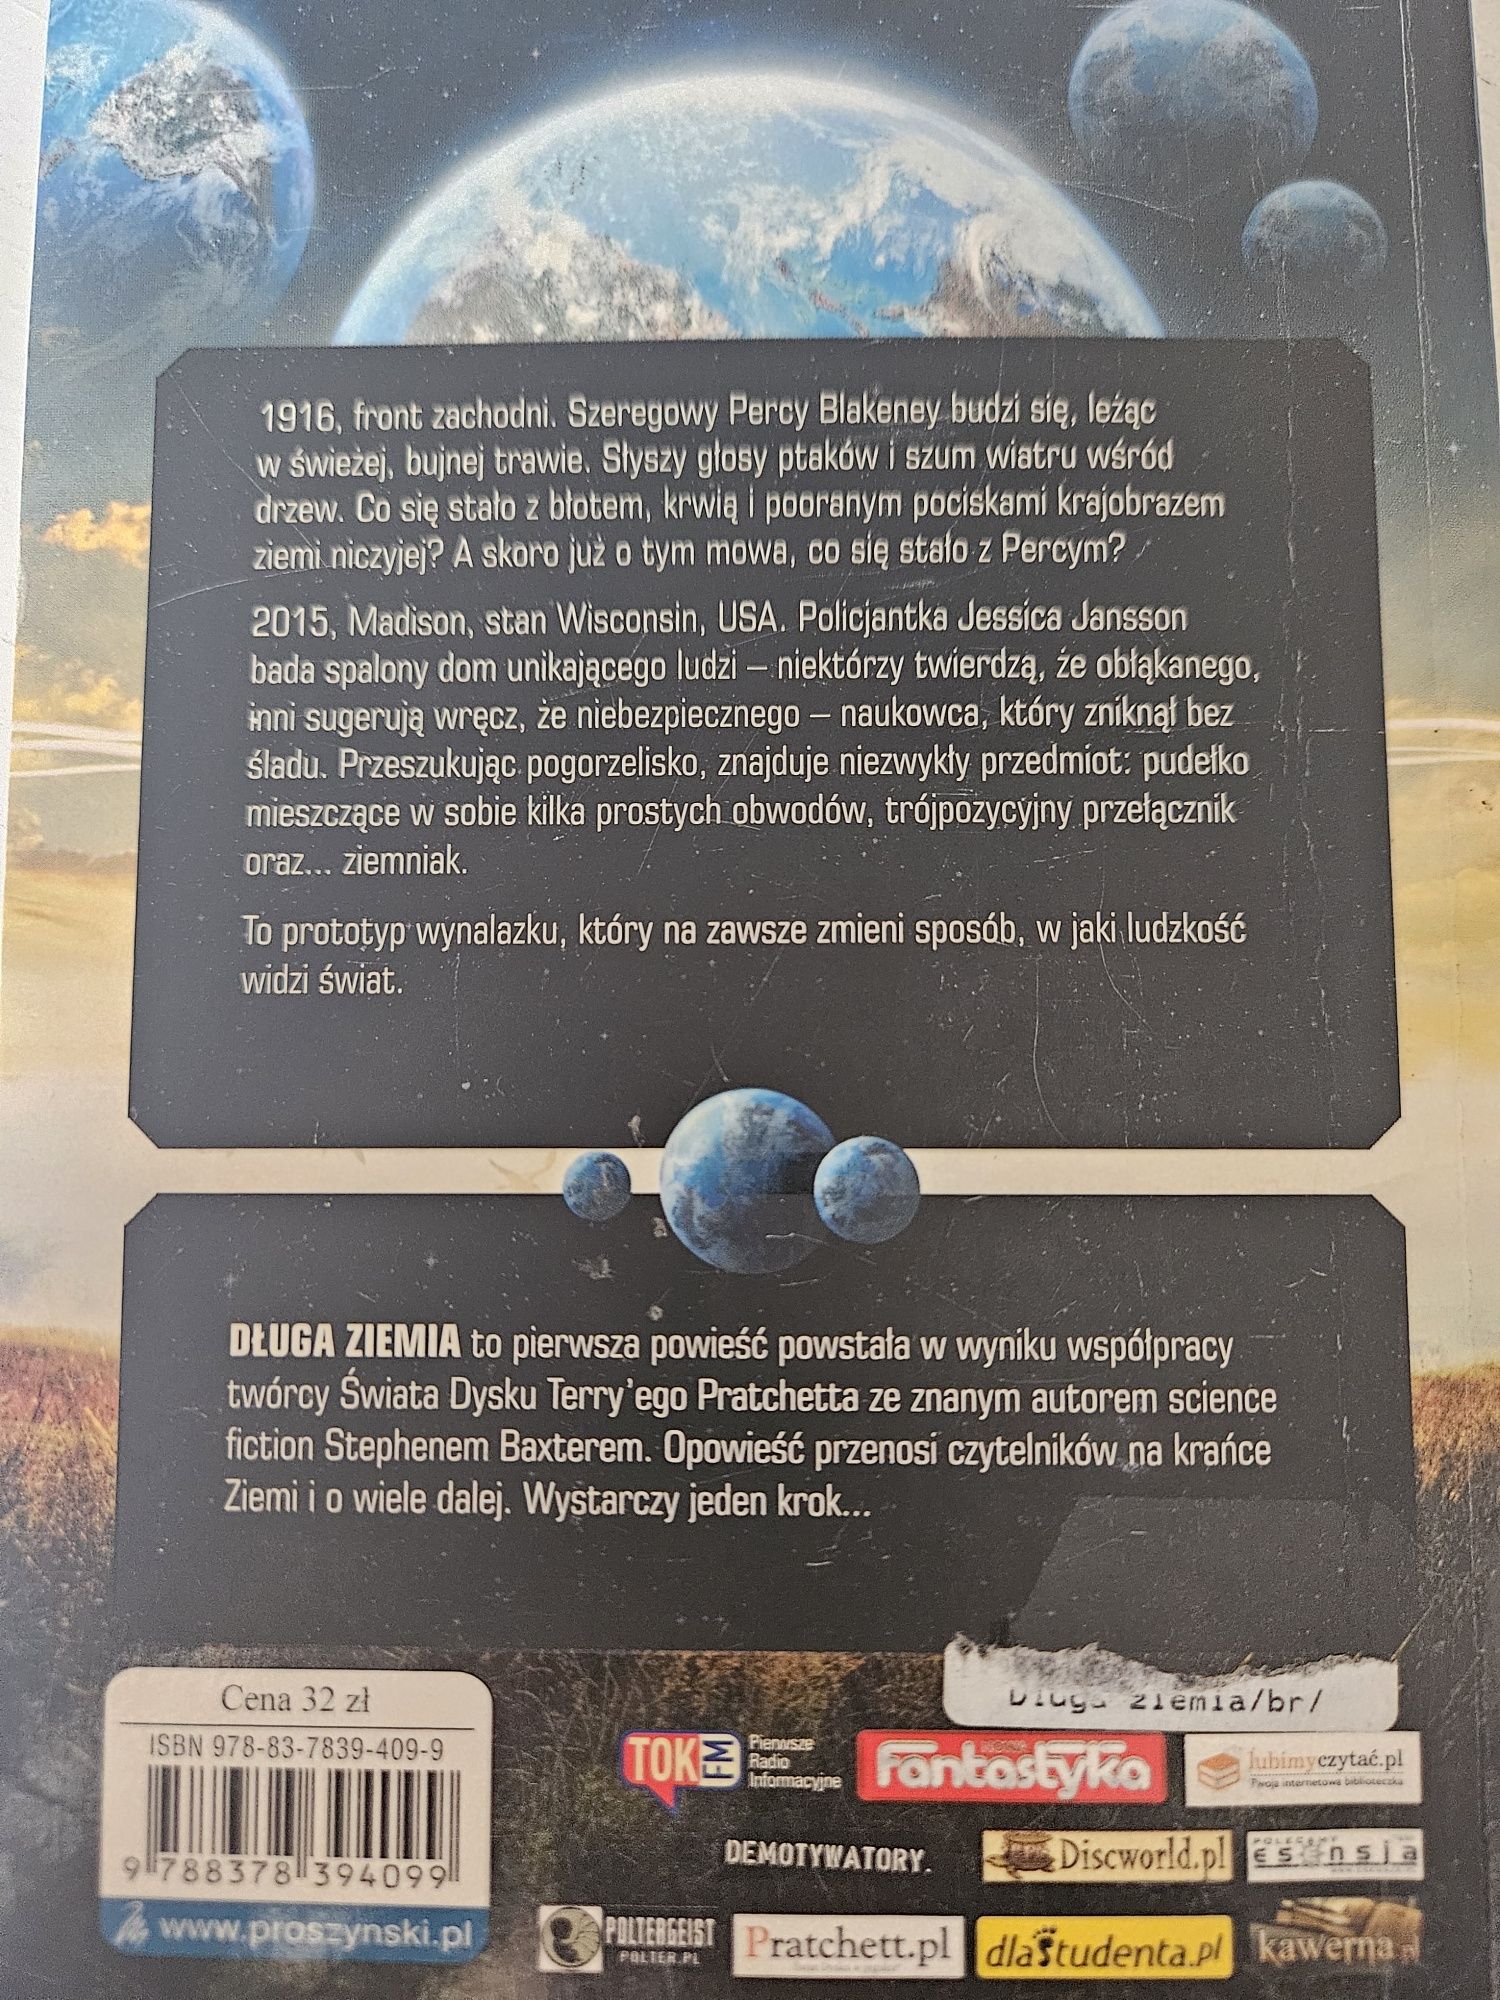 1916, front zachodni. Szeregowy Percy Blakeney budzi się, leżąc
w świeżej, bujnej trawie. Słyszy głosy ptaków i szum wiatru wśród
drzew. Co się stało z błotem, krwią i pooranym pociskami krajobrazem
ziemi niczyjej? A skoro już o tym mowa, co się stało z Percym?
2015, Madison, stan Wisconsin, USA. Policjantka Jessica Jansson
bada spalony dom unikającego ludzi – niektórzy twierdzą, że obłąkanego,
inni sugerują wręcz, że niebezpiecznego – naukowca, który zniknął bez
śladu. Przeszukując pogorzelisko, znajduje niezwykły przedmiot: pudełko
mieszczące w sobie kilka prostych obwodów, trójpozycyjny przełącznik
oraz... ziemniak.
To prototyp wynalazku, który na zawsze zmieni sposób, w jaki ludzkość
widzi świat.
DŁUGA ZIEMIA to pierwsza powieść powstała w wyniku współpracy
twórcy Świata Dysku Terry'ego Pratchetta ze znanym autorem science
fiction Stephenem Baxterem. Opowieść przenosi czytelników na krańce
Ziemi i o wiele dalej. Wystarczy jeden krok...
Długa ziemia/br/
Cena 32 zł
ISBN 978-83-7839-409-9
9 788378 394099
www.proszynski.pl
TOK FM
Pierwsze
Radio
Informacyjne
NOWA
Fantastyka
lubimyczytać.pl
Twoja internetowa biblioteczka
DEMOTYWATORY.
Discworld.pl
POLECAMY
esensja
POLTERGEIST
POLTER.PL
Pratchett.pl
dlaStudenta.pl
kawerna.pl